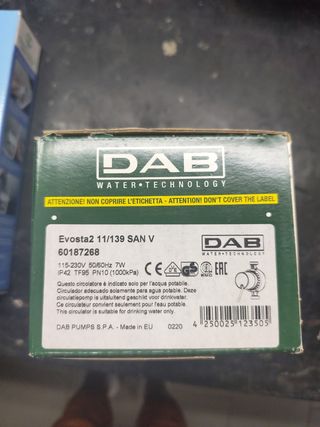 DAB
WATER•TECHNOLOGY
ATTENZIONE! NON COPRIRE L'ETICHETTA - ATTENTION! DON'T COVER THE LABEL
Evosta2 11/139 SAN V
60187268
115-230V 50/60Hz 7W
IP42 TF95 PN10 (1000kPa)
CE
EAC
DAB
WATER•TECHNOLOGY
Questo circolatore è indicato solo per l'acqua potabile.
Circulador adecuado solamente para agua potable. Deze
circulatiepomp is uitsluitend geschikt voor drinkwater.
Ce circulateur convient seulement pour l'eau potable.
This circulator is suitable for drinking water only.
DAB PUMPS S.P.A. - Made in EU 0220
4 250025 123505